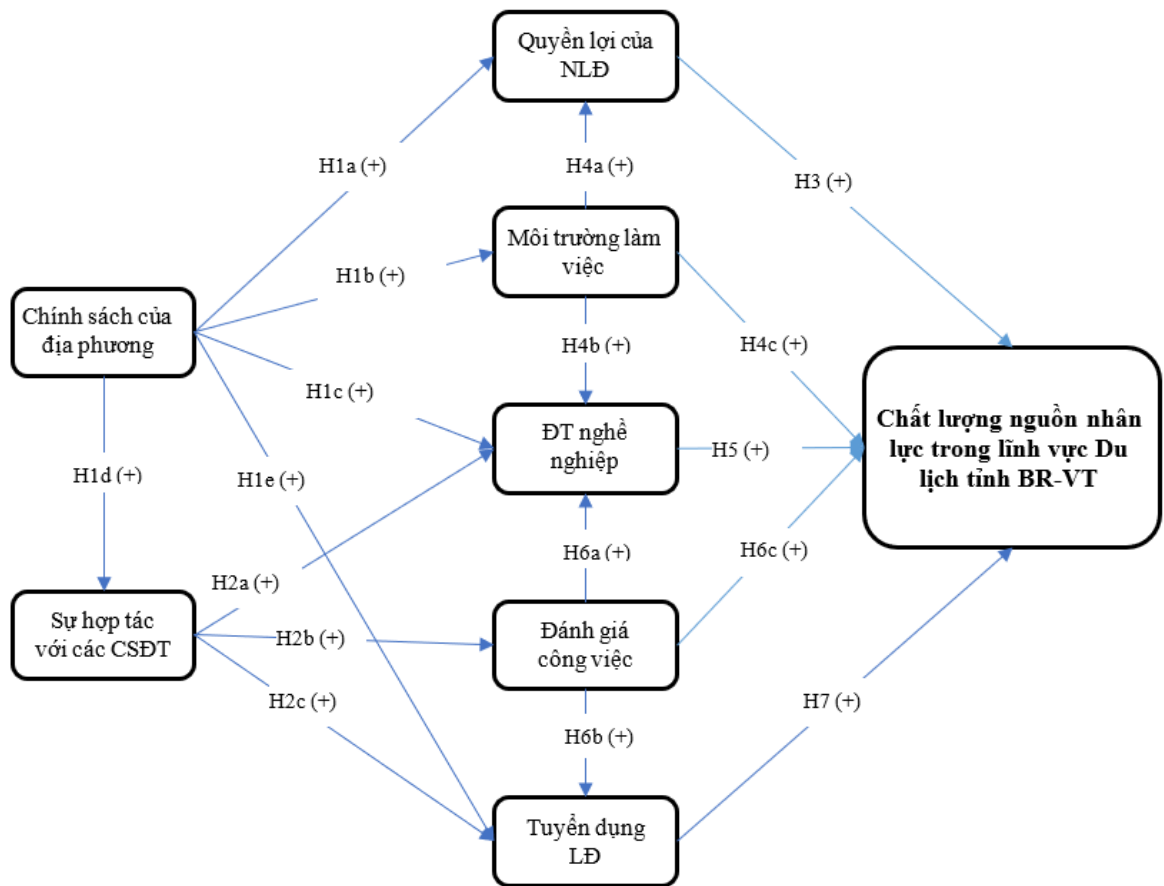 Quyền lợi của
NLĐ
H1a (+)
H4a (+)
H3 (+)
Môi trường làm
việc
H1b (+)
Chính sách của
địa phương
H4b (+)
H4c (+)
H1c (+)
ĐT nghề
nghiệp
H5 (+)
Chất lượng nguồn nhân
lực trong lĩnh vực Du
lịch tỉnh BR-VT
H1d (+)
H1e (+)
H2a (+)
H6a (+)
H6c (+)
Sự hợp tác
với các CSĐT
H2b (+)
Đánh giá
công việc
H2c (+)
H6b (+)
H7 (+)
Tuyển dụng
LĐ